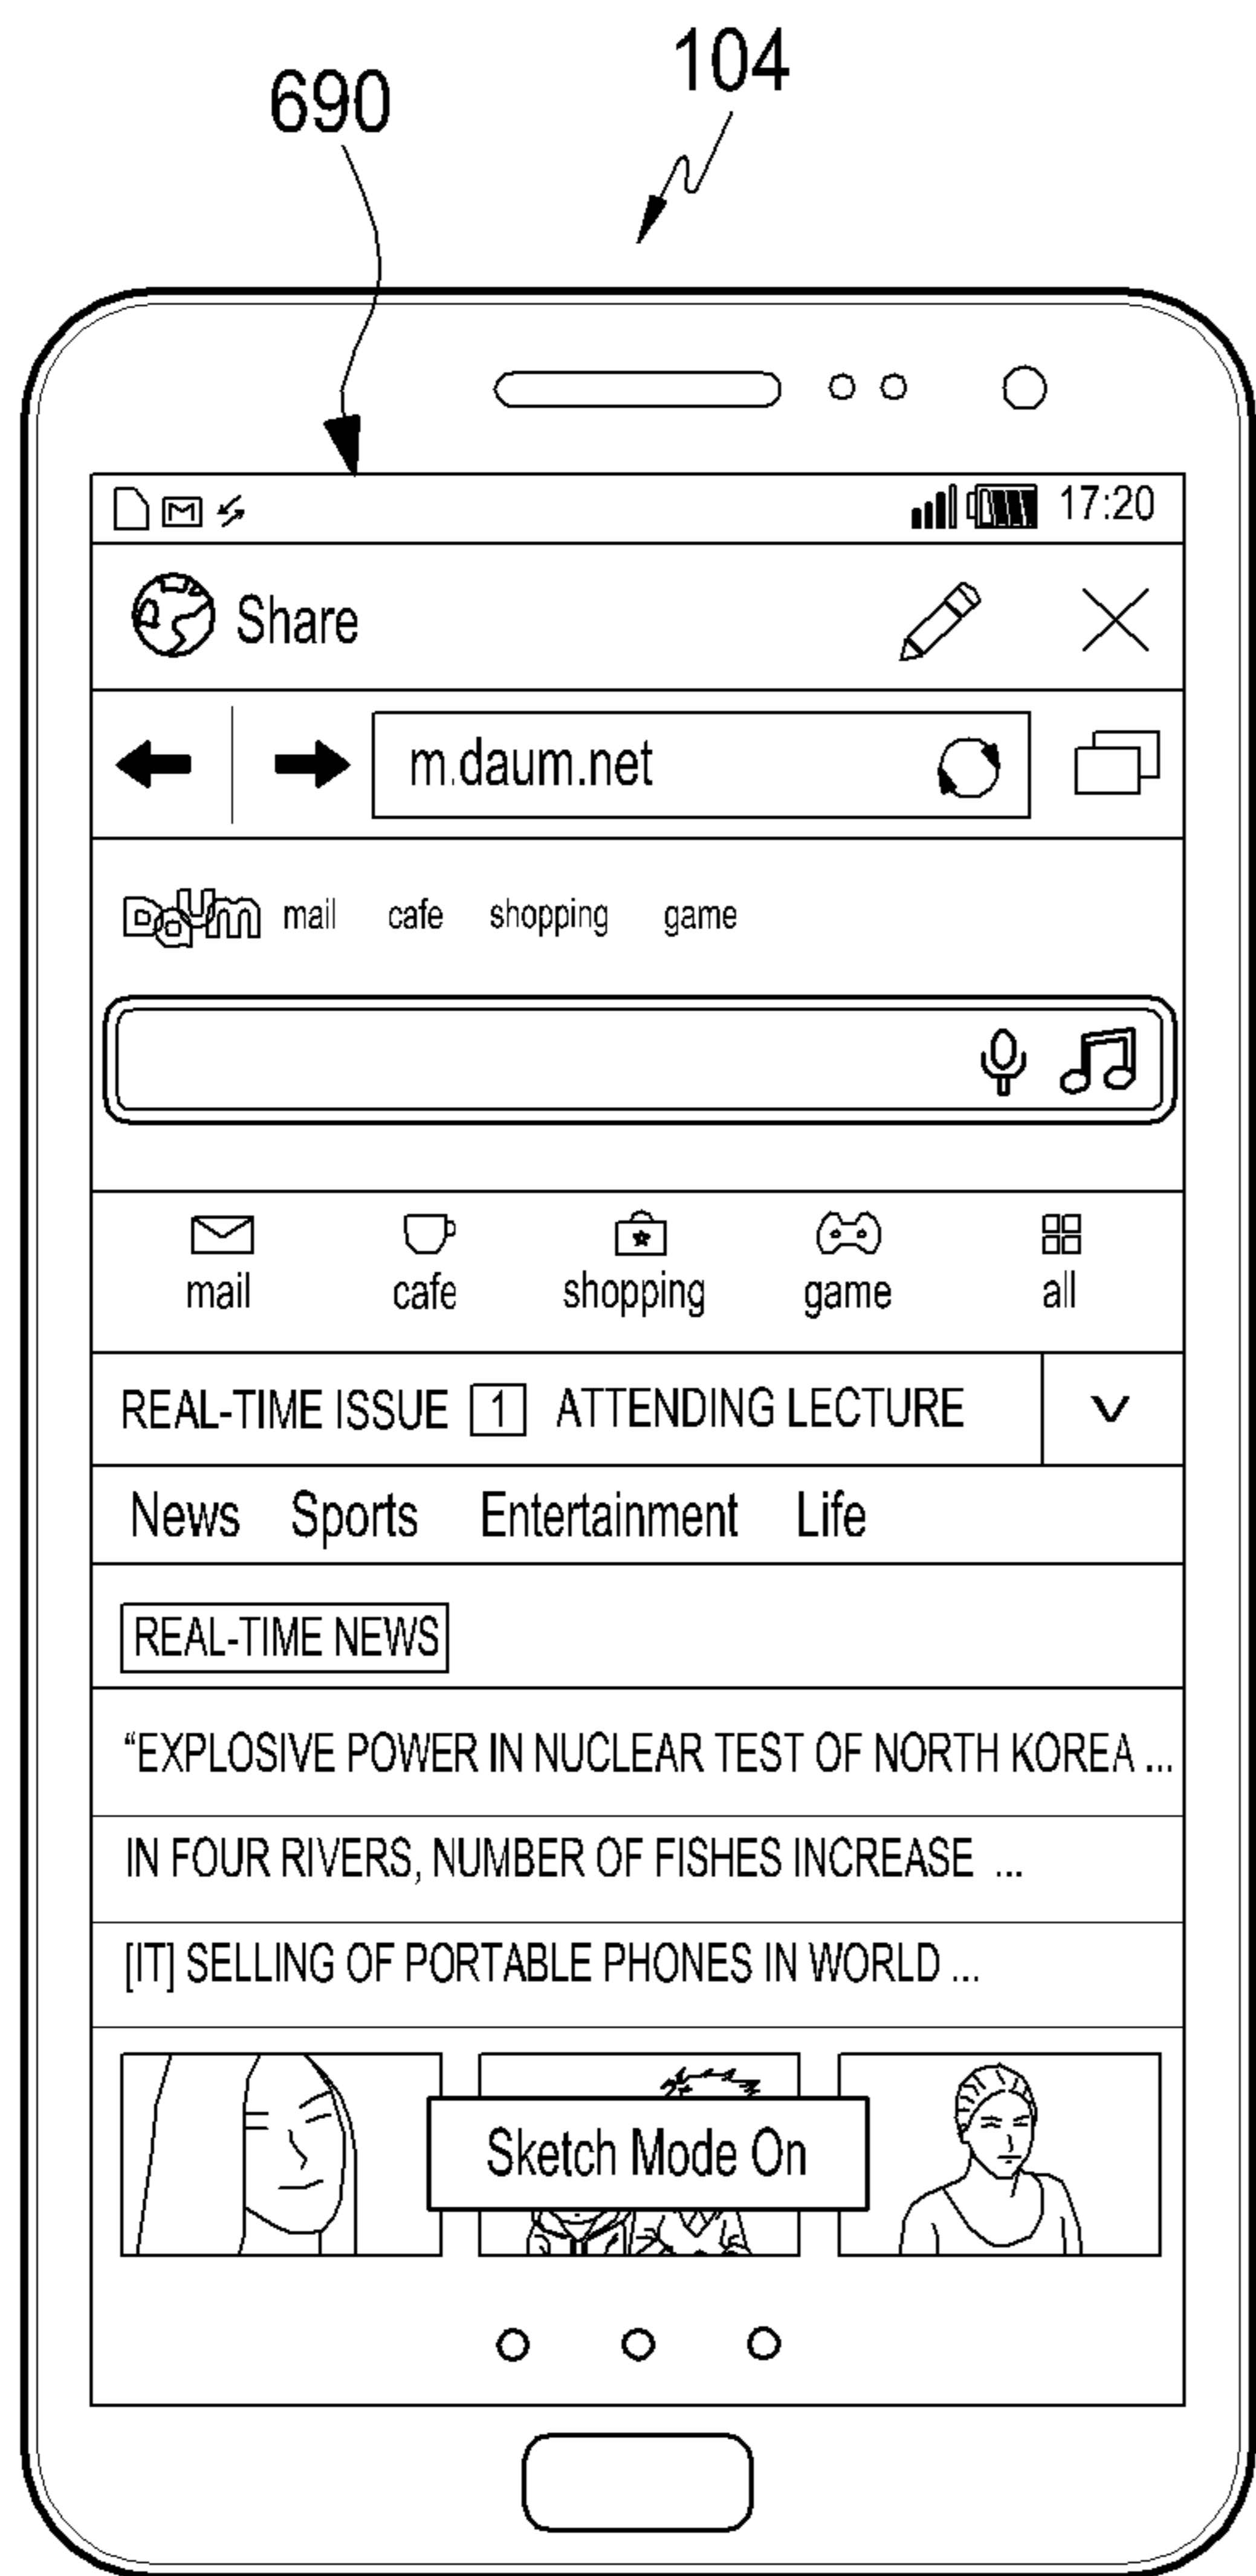 104
690
17:20
Share
m.daum.net
Daum mail cafe shopping game
mail cafe shopping game all
REAL-TIME ISSUE 1 ATTENDING LECTURE
News Sports Entertainment Life
REAL-TIME NEWS
“EXPLOSIVE POWER IN NUCLEAR TEST OF NORTH KOREA ...
IN FOUR RIVERS, NUMBER OF FISHES INCREASE ...
[IT] SELLING OF PORTABLE PHONES IN WORLD ...
Sketch Mode On